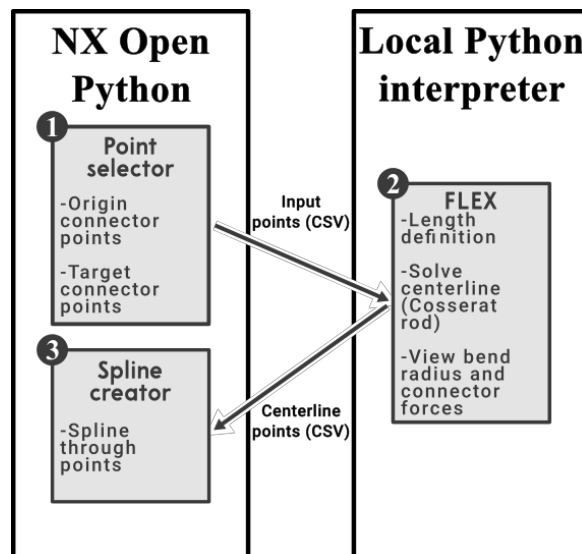 NX Open
Python
1
Point
selector
-Origin
connector
points
-Target
connector
points
Input
points (CSV)
Local Python
interpreter
2
FLEX
-Length
definition
-Solve
centerline
(Cosserat
rod)
-View bend
radius and
connector
forces
3
Spline
creator
-Spline
through
points
Centerline
points (CSV)